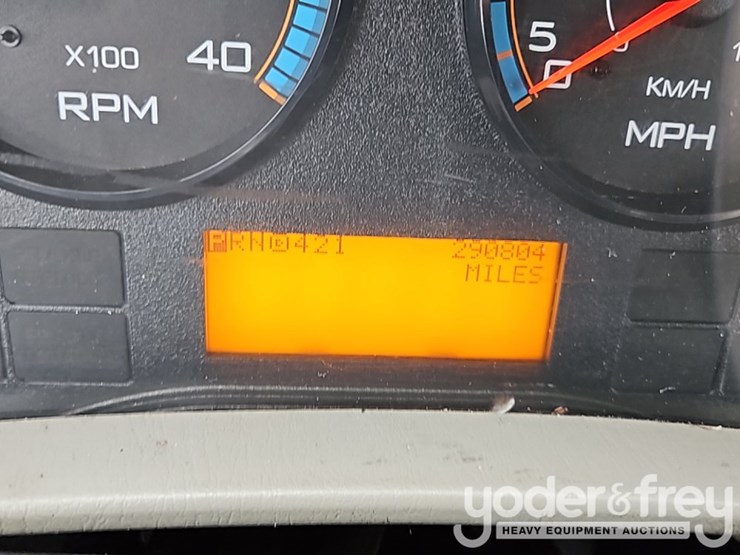 X100 40
RPM
5
0
KM/H
MPH
PRND421 290804
MILES
yoder&frey
HEAVY EQUIPMENT AUCTIONS